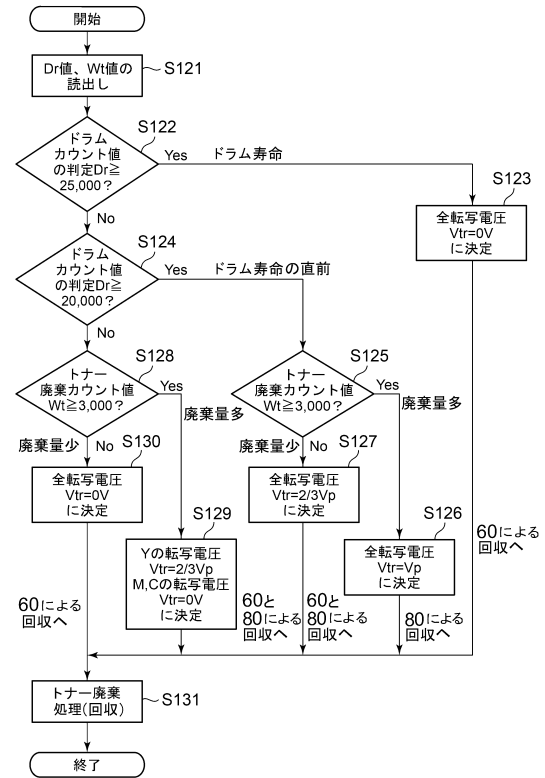 開始
Dr値、Wt値の
読出し
S121
ドラム
カウント値
の判定Dr≧
25,000?
S122
Yes
ドラム寿命
No
S123
全転写電圧
Vtr=0V
に決定
ドラム
カウント値
の判定Dr≧
20,000?
S124
Yes
ドラム寿命の直前
No
トナー
廃棄カウント値
Wt≧3,000?
S128
Yes
廃棄量多
廃棄量少
No
トナー
廃棄カウント値
Wt≧3,000?
S125
Yes
廃棄量多
廃棄量少
No
S130
全転写電圧
Vtr=0V
に決定
S127
全転写電圧
Vtr=2/3Vp
に決定
S129
Yの転写電圧
Vtr=2/3Vp
M,Cの転写電圧
Vtr=0V
に決定
S126
全転写電圧
Vtr=Vp
に決定
60による
回収へ
60と
80による
回収へ
60と
80による
回収へ
80による
回収へ
60による
回収へ
トナー廃棄
処理(回収)
S131
終了